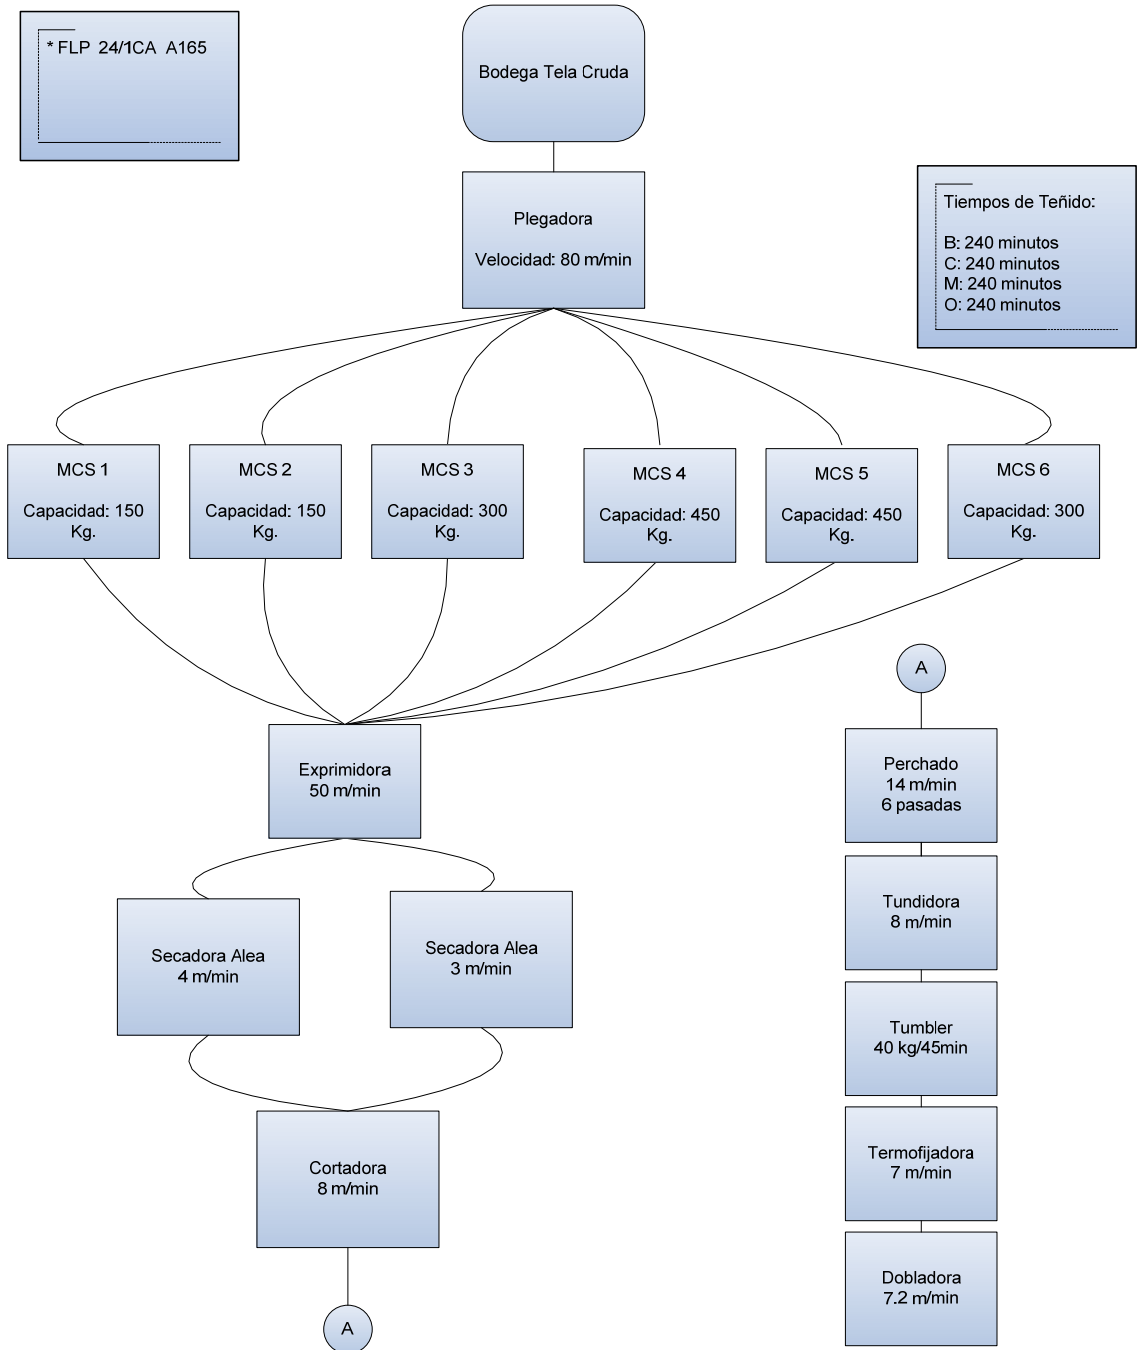 * FLP 24/1CA A165
Bodega Tela Cruda
Plegadora
Velocidad: 80 m/min
Tiempos de Teñido:
B: 240 minutos
C: 240 minutos
M: 240 minutos
O: 240 minutos
MCS 1
Capacidad: 150
Kg.
MCS 2
Capacidad: 150
Kg.
MCS 3
Capacidad: 300
Kg.
MCS 4
Capacidad: 450
Kg.
MCS 5
Capacidad: 450
Kg.
MCS 6
Capacidad: 300
Kg.
Exprimidora
50 m/min
Secadora Alea
4 m/min
Secadora Alea
3 m/min
Cortadora
8 m/min
A
A
Perchado
14 m/min
6 pasadas
Tundidora
8 m/min
Tumbler
40 kg/45min
Termofijadora
7 m/min
Dobladora
7.2 m/min